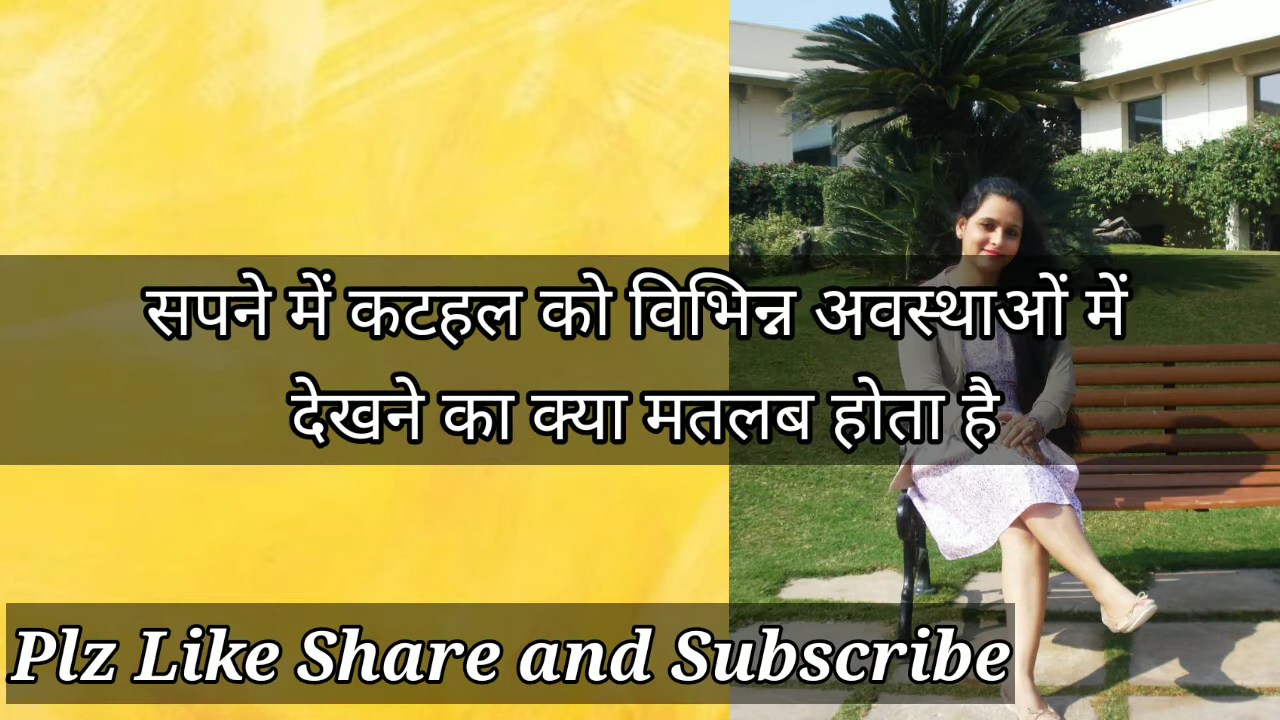 सपने में कटहल को विभिन्न अवस्थाओं में
देखने का क्या मतलब होता है
Plz Like Share and Subscribe